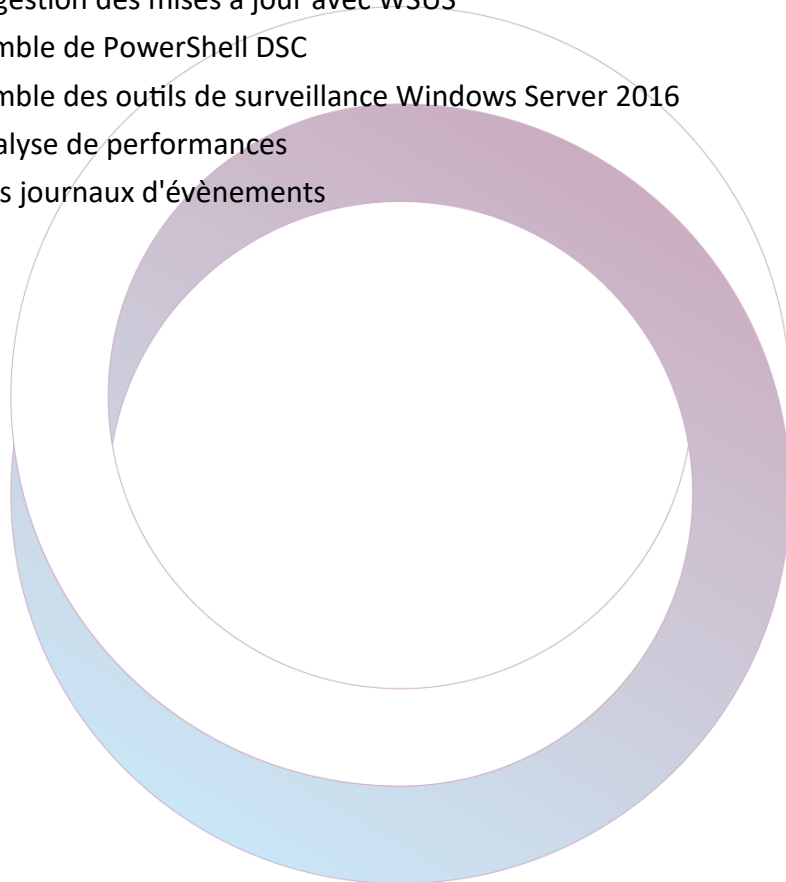 gestion des mises à jour avec WSUS
mble de PowerShell DSC
mble des outils de surveillance Windows Server 2016
alyse de performances
s journaux d'évènements